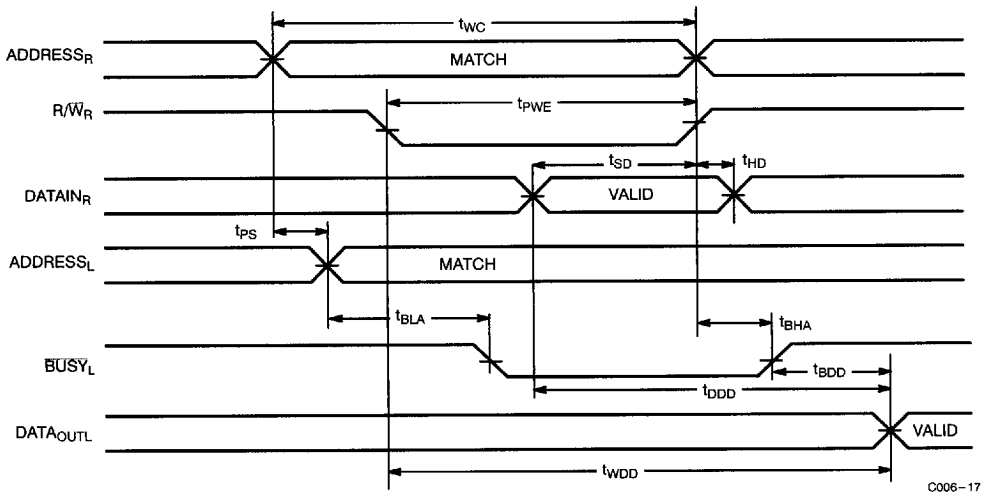 tWC
ADDRESSR
MATCH
R/W̅R
tPWE
tSD
tHD
DATAINR
VALID
tPS
ADDRESSL
MATCH
tBLA
tBHA
B̅U̅S̅Y̅L
tBDD
tDDD
DATAOUTL
VALID
tWDD
C006–17